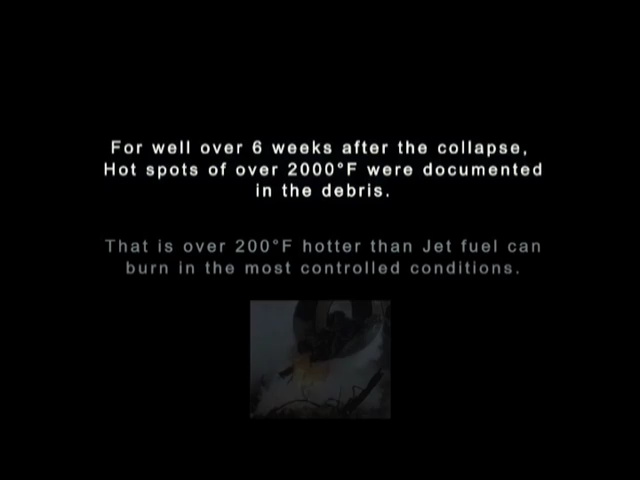 For well over 6 weeks after the collapse,
Hot spots of over 2000°F were documented
in the debris.
That is over 200°F hotter than Jet fuel can
burn in the most controlled conditions.